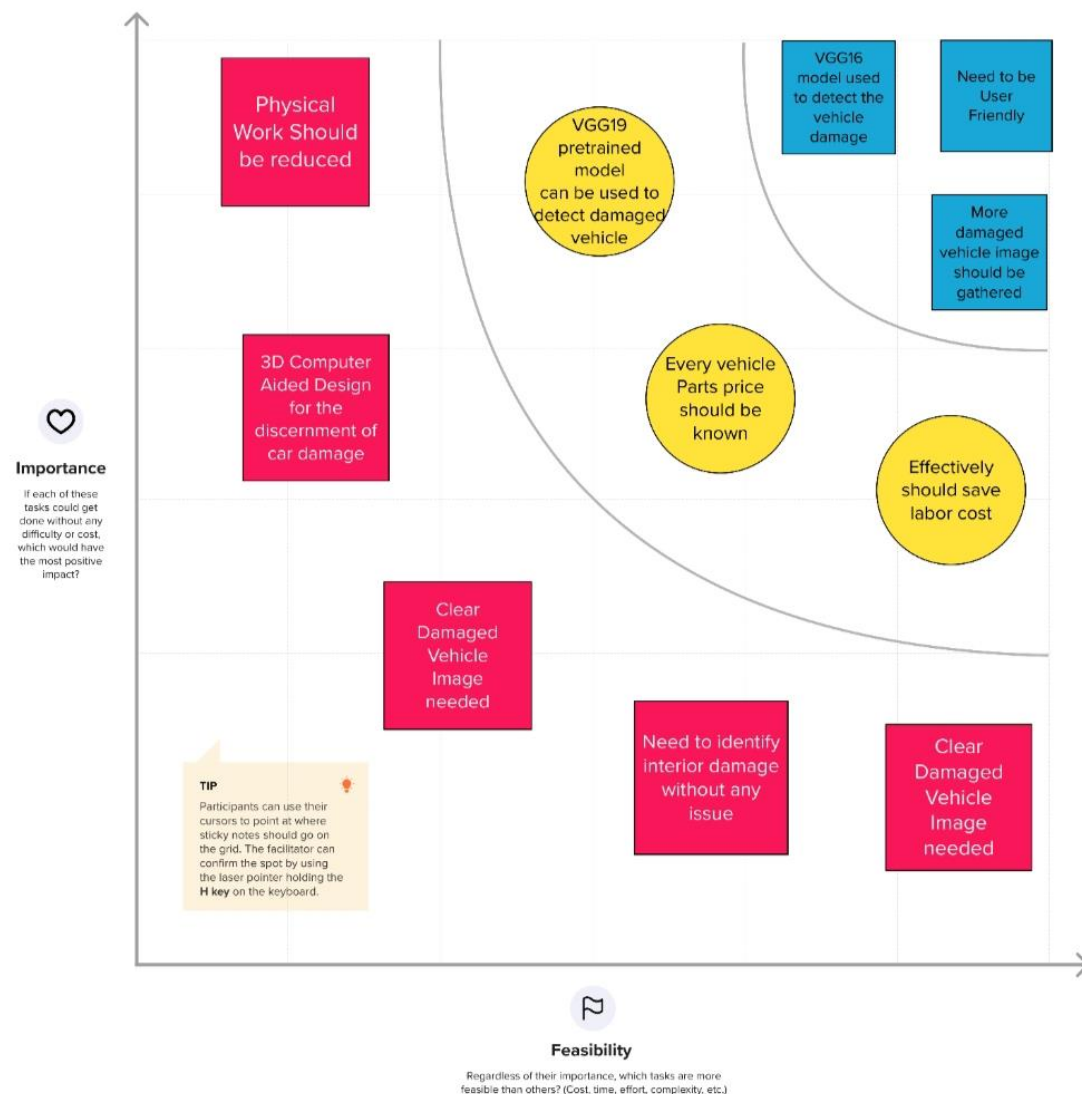 Physical
Work Should
be reduced
VGG19
pretrained
model
can be used to
detect damaged
vehicle
VGG16
model used
to detect the
vehicle
damage
Need to be
User
Friendly
More
damaged
vehicle image
should be
gathered
3D Computer
Aided Design
for the
discernment of
car damage
Every vehicle
Parts price
should be
known
Effectively
should save
labor cost
Importance
If each of these
tasks could get
done without any
difficulty or cost,
which would have
the most positive
impact?
Clear
Damaged
Vehicle
Image
needed
Need to identify
interior damage
without any
issue
Clear
Damaged
Vehicle
Image
needed
TIP
Participants can use their
cursors to point at where
sticky notes should go on
the grid. The facilitator can
confirm the spot by using
the laser pointer holding the
H key on the keyboard.
Feasibility
Regardless of their importance, which tasks are more
feasible than others? (Cost, time, effort, complexity, etc.)